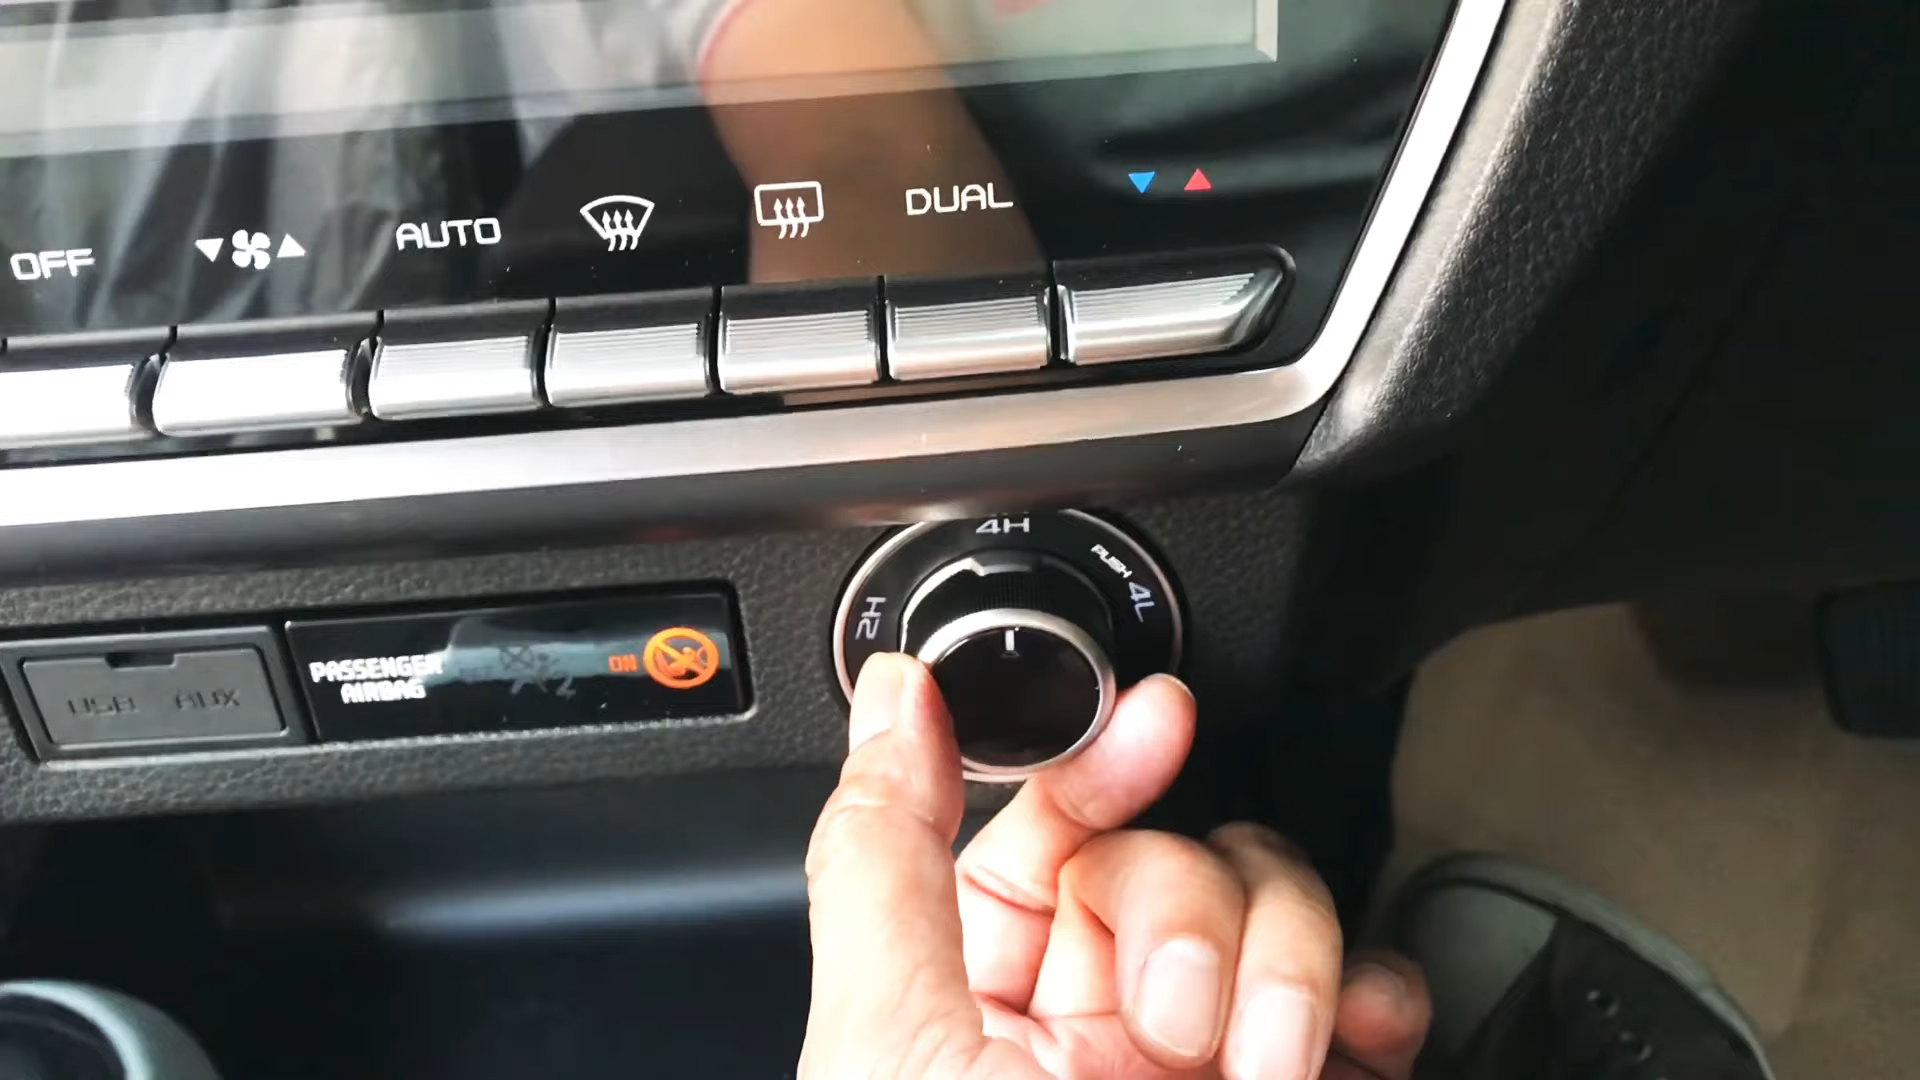 OFF
AUTO
DUAL
4H
PUSH 4L
2H
PASSENGER
AIRBAG
ON
USB AUX